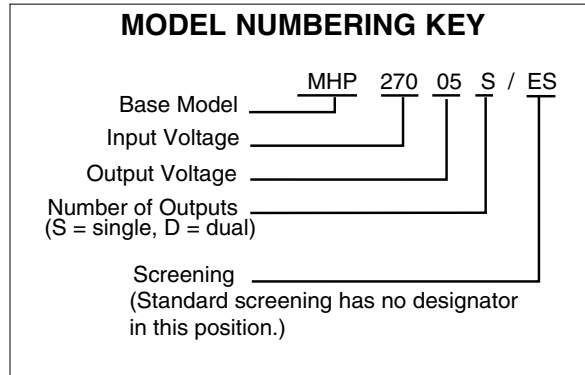 MODEL NUMBERING KEY
MHP 270 05 S / ES
Base Model
Input Voltage
Output Voltage
Number of Outputs
(S = single, D = dual)
Screening
(Standard screening has no designator
in this position.)